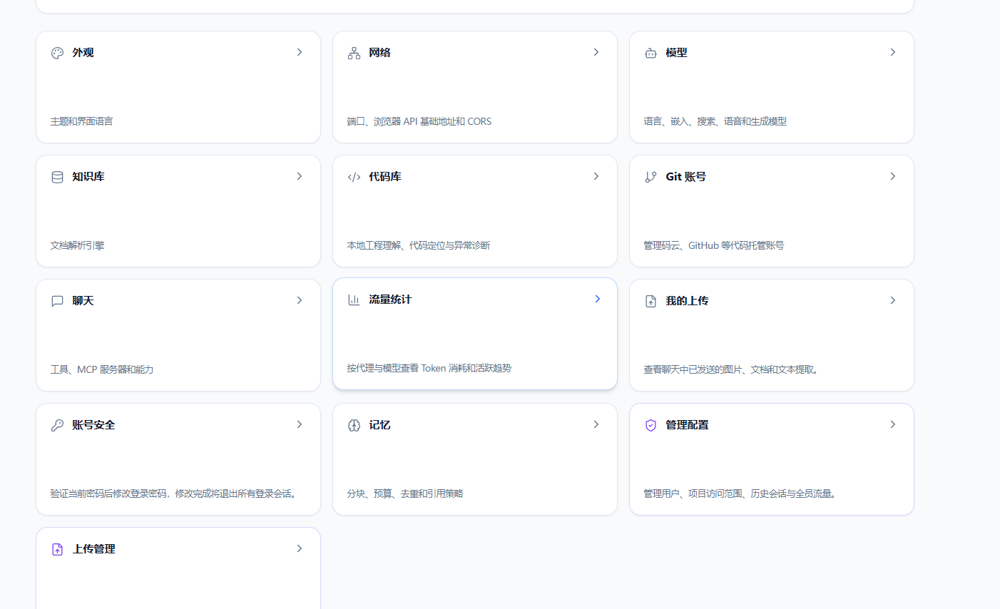 外观
主题和界面语言
网络
端口、浏览器 API 基础地址和 CORS
模型
语言、嵌入、搜索、语音和生成模型
知识库
文档解析引擎
代码库
本地工程理解、代码定位与异常诊断
Git 账号
管理码云、GitHub 等代码托管账号
聊天
工具、MCP 服务器和能力
流量统计
按代理与模型查看 Token 消耗和活跃趋势
我的上传
查看聊天中已发送的图片、文档和文本提取。
账号安全
验证当前密码后修改登录密码，修改完成将退出所有登录会话。
记忆
分块、预算、去重和引用策略
管理配置
管理用户、项目访问范围、历史会话与全员流量。
上传管理